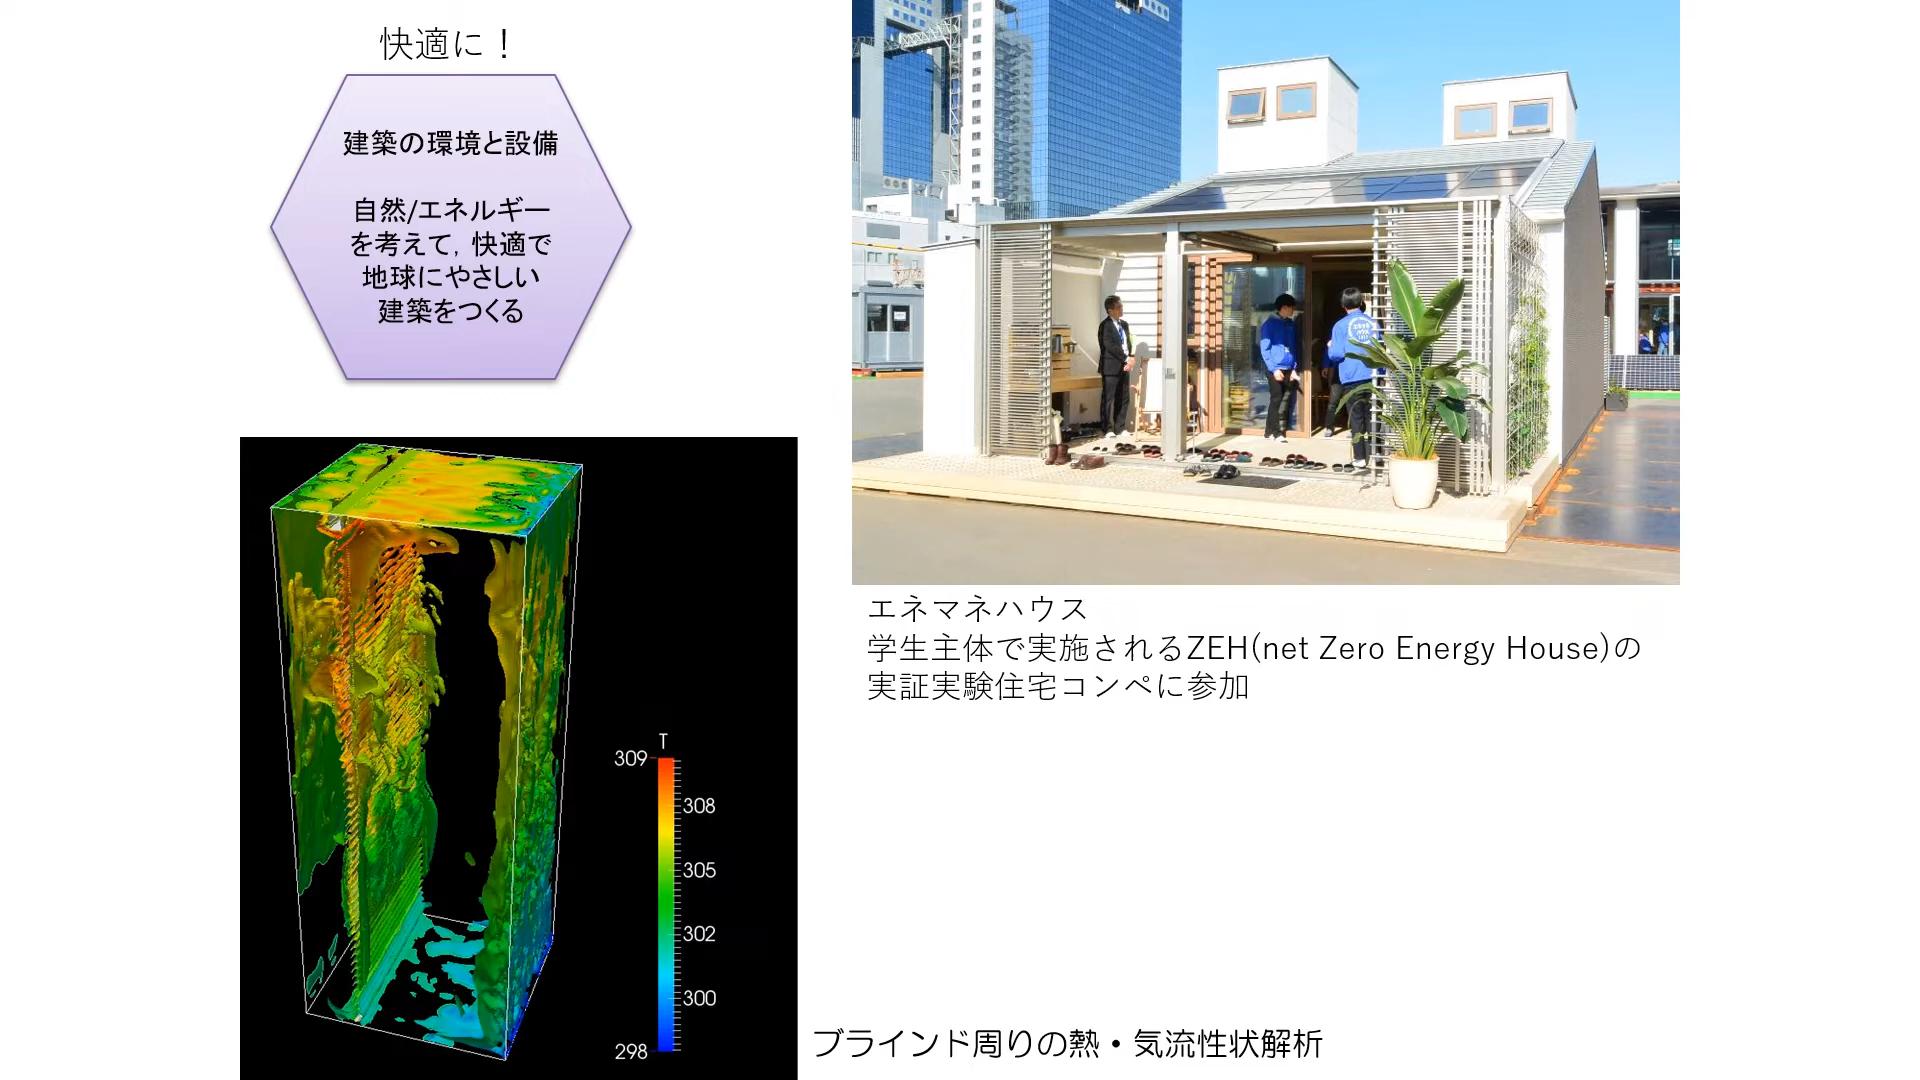 快適に！
建築の環境と設備
自然/エネルギー
を考えて，快適で
地球にやさしい
建築をつくる
エネマネハウス
学生主体で実施されるZEH(net Zero Energy House)の
実証実験住宅コンペに参加
T
309
308
305
302
300
298
ブラインド周りの熱・気流性状解析